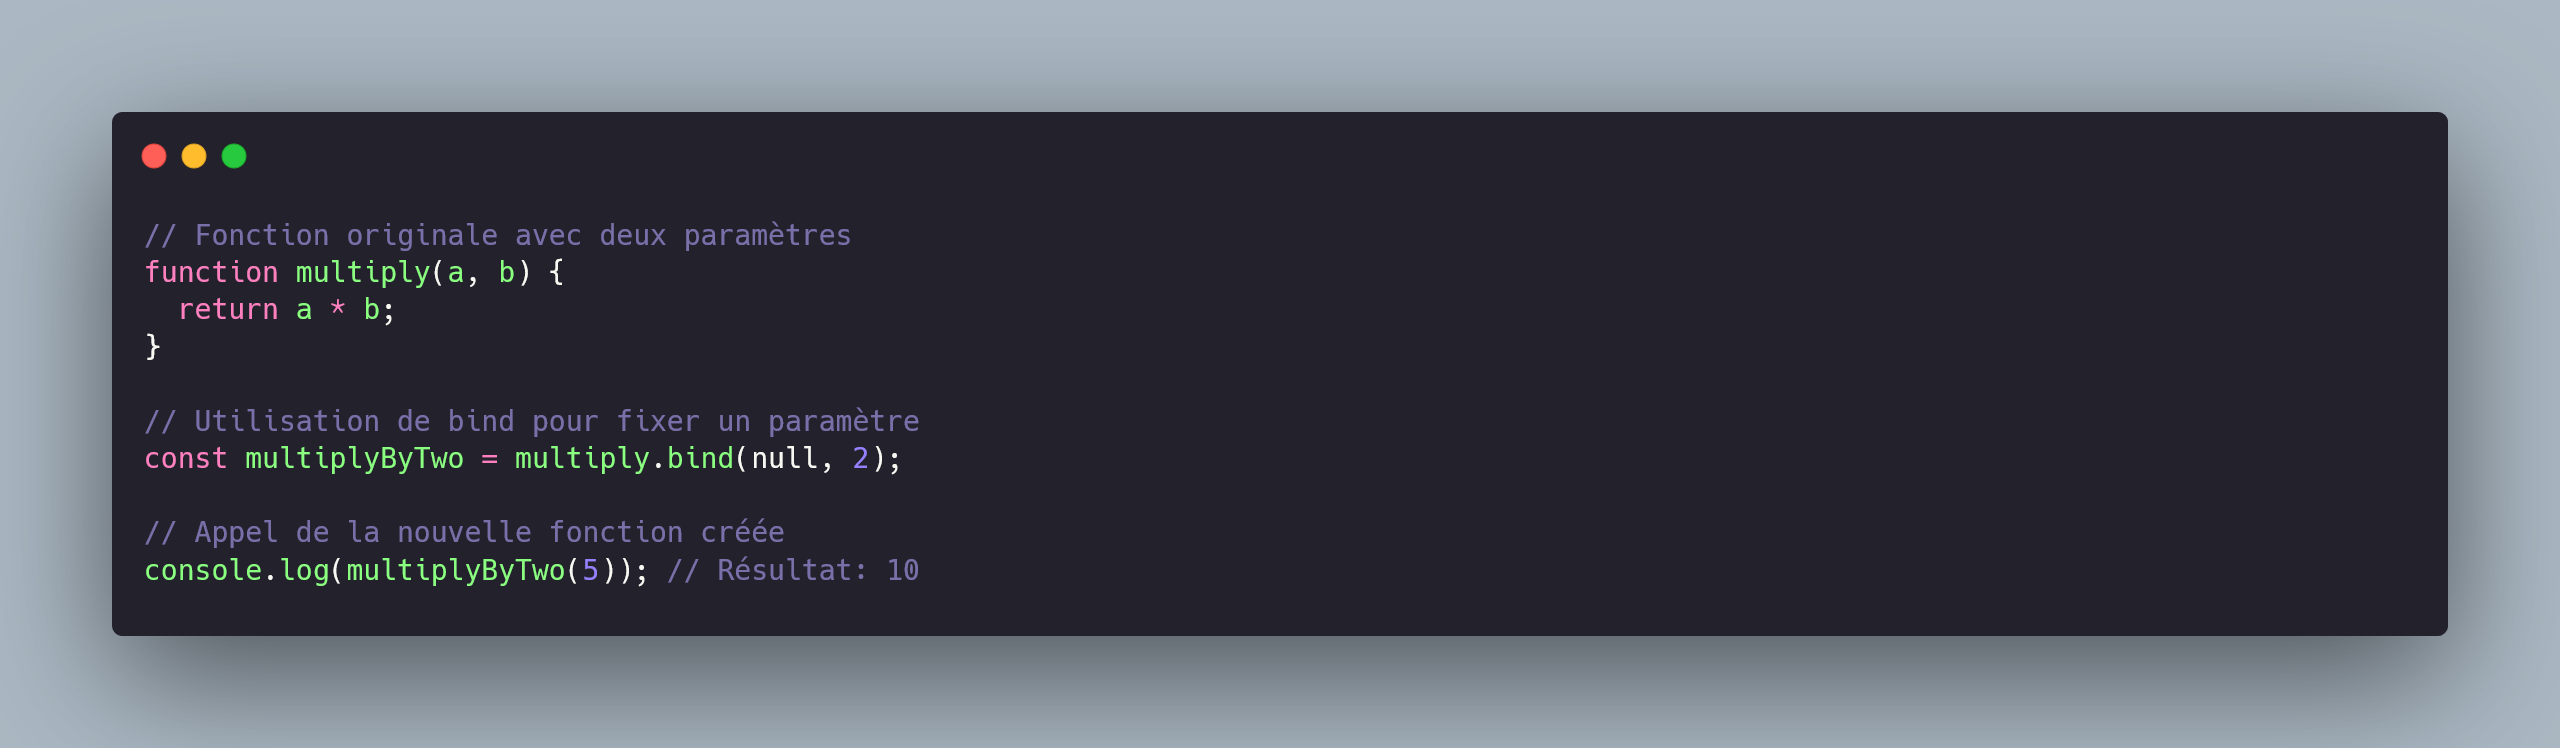 // Fonction originale avec deux paramètres
function multiply(a, b) {
  return a * b;
}

// Utilisation de bind pour fixer un paramètre
const multiplyByTwo = multiply.bind(null, 2);

// Appel de la nouvelle fonction créée
console.log(multiplyByTwo(5)); // Résultat: 10